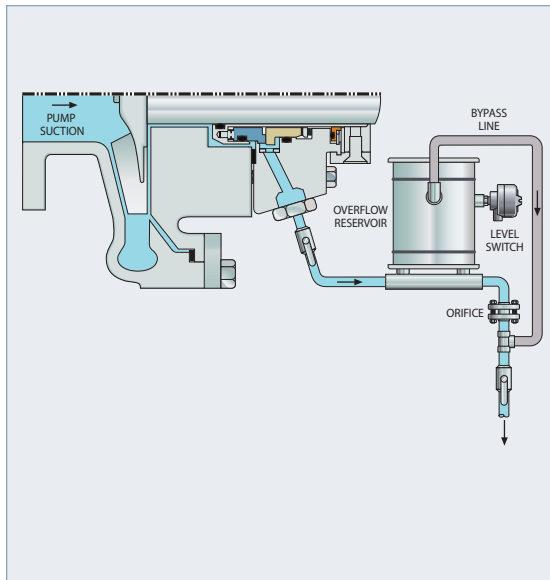 PUMP
SUCTION
BYPASS
LINE
OVERFLOW
RESERVOIR
LEVEL
SWITCH
ORIFICE